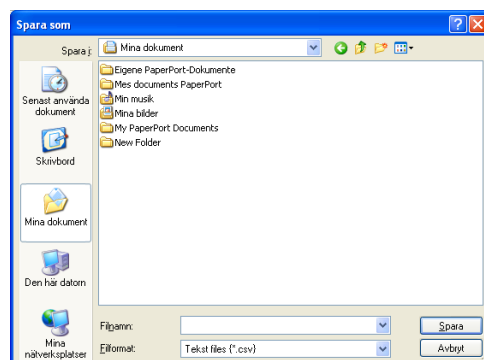 Spara som
Spara i:
Mina dokument
Senast använda
dokument
Skrivbord
Mina dokument
Den här datorn
Mina
nätverksplatser
Eigene PaperPort-Dokumente
Mes documents PaperPort
Min musik
Mina bilder
My PaperPort Documents
New Folder
Filnamn:
Spara
Filformat:
Tekst files (*.csv)
Avbryt